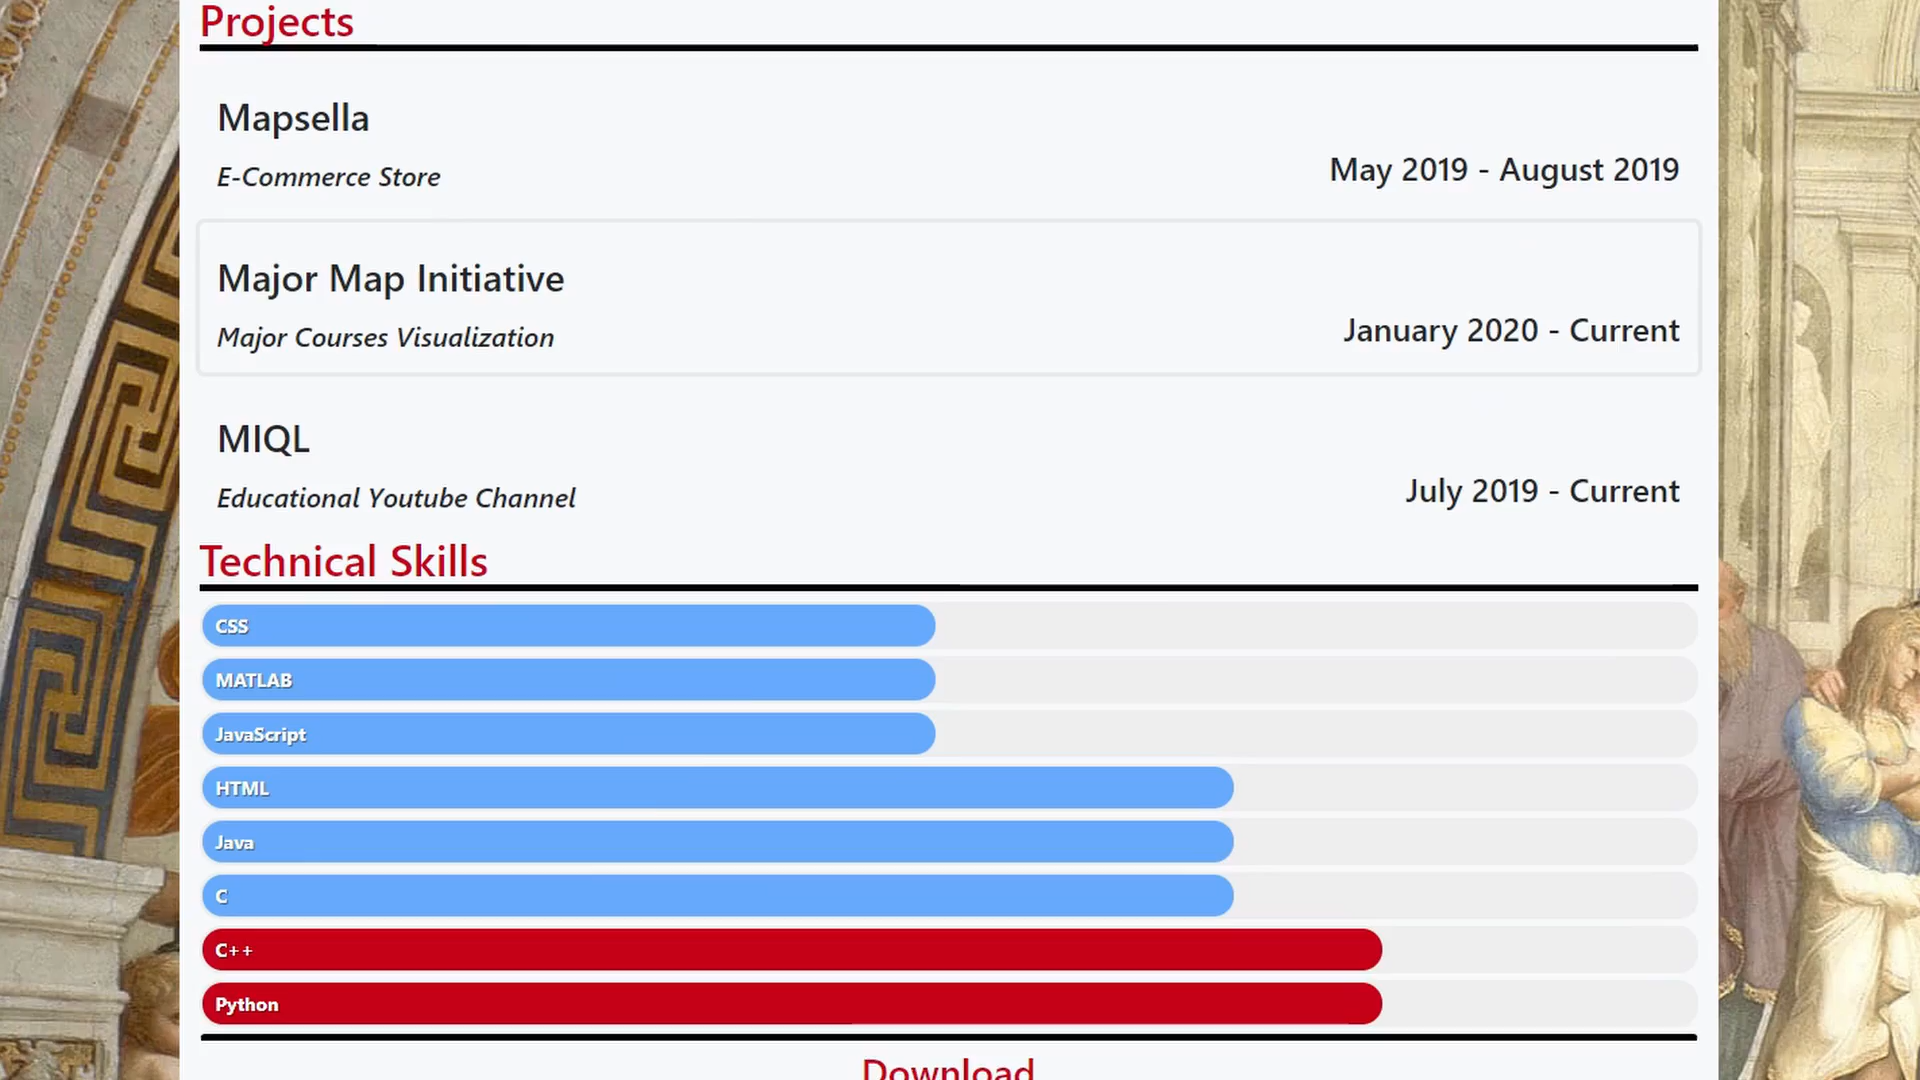 Projects
Mapsella
E-Commerce Store
May 2019 - August 2019
Major Map Initiative
Major Courses Visualization
January 2020 - Current
MIQL
Educational Youtube Channel
July 2019 - Current
Technical Skills
CSS
MATLAB
JavaScript
HTML
Java
C
C++
Python
Download